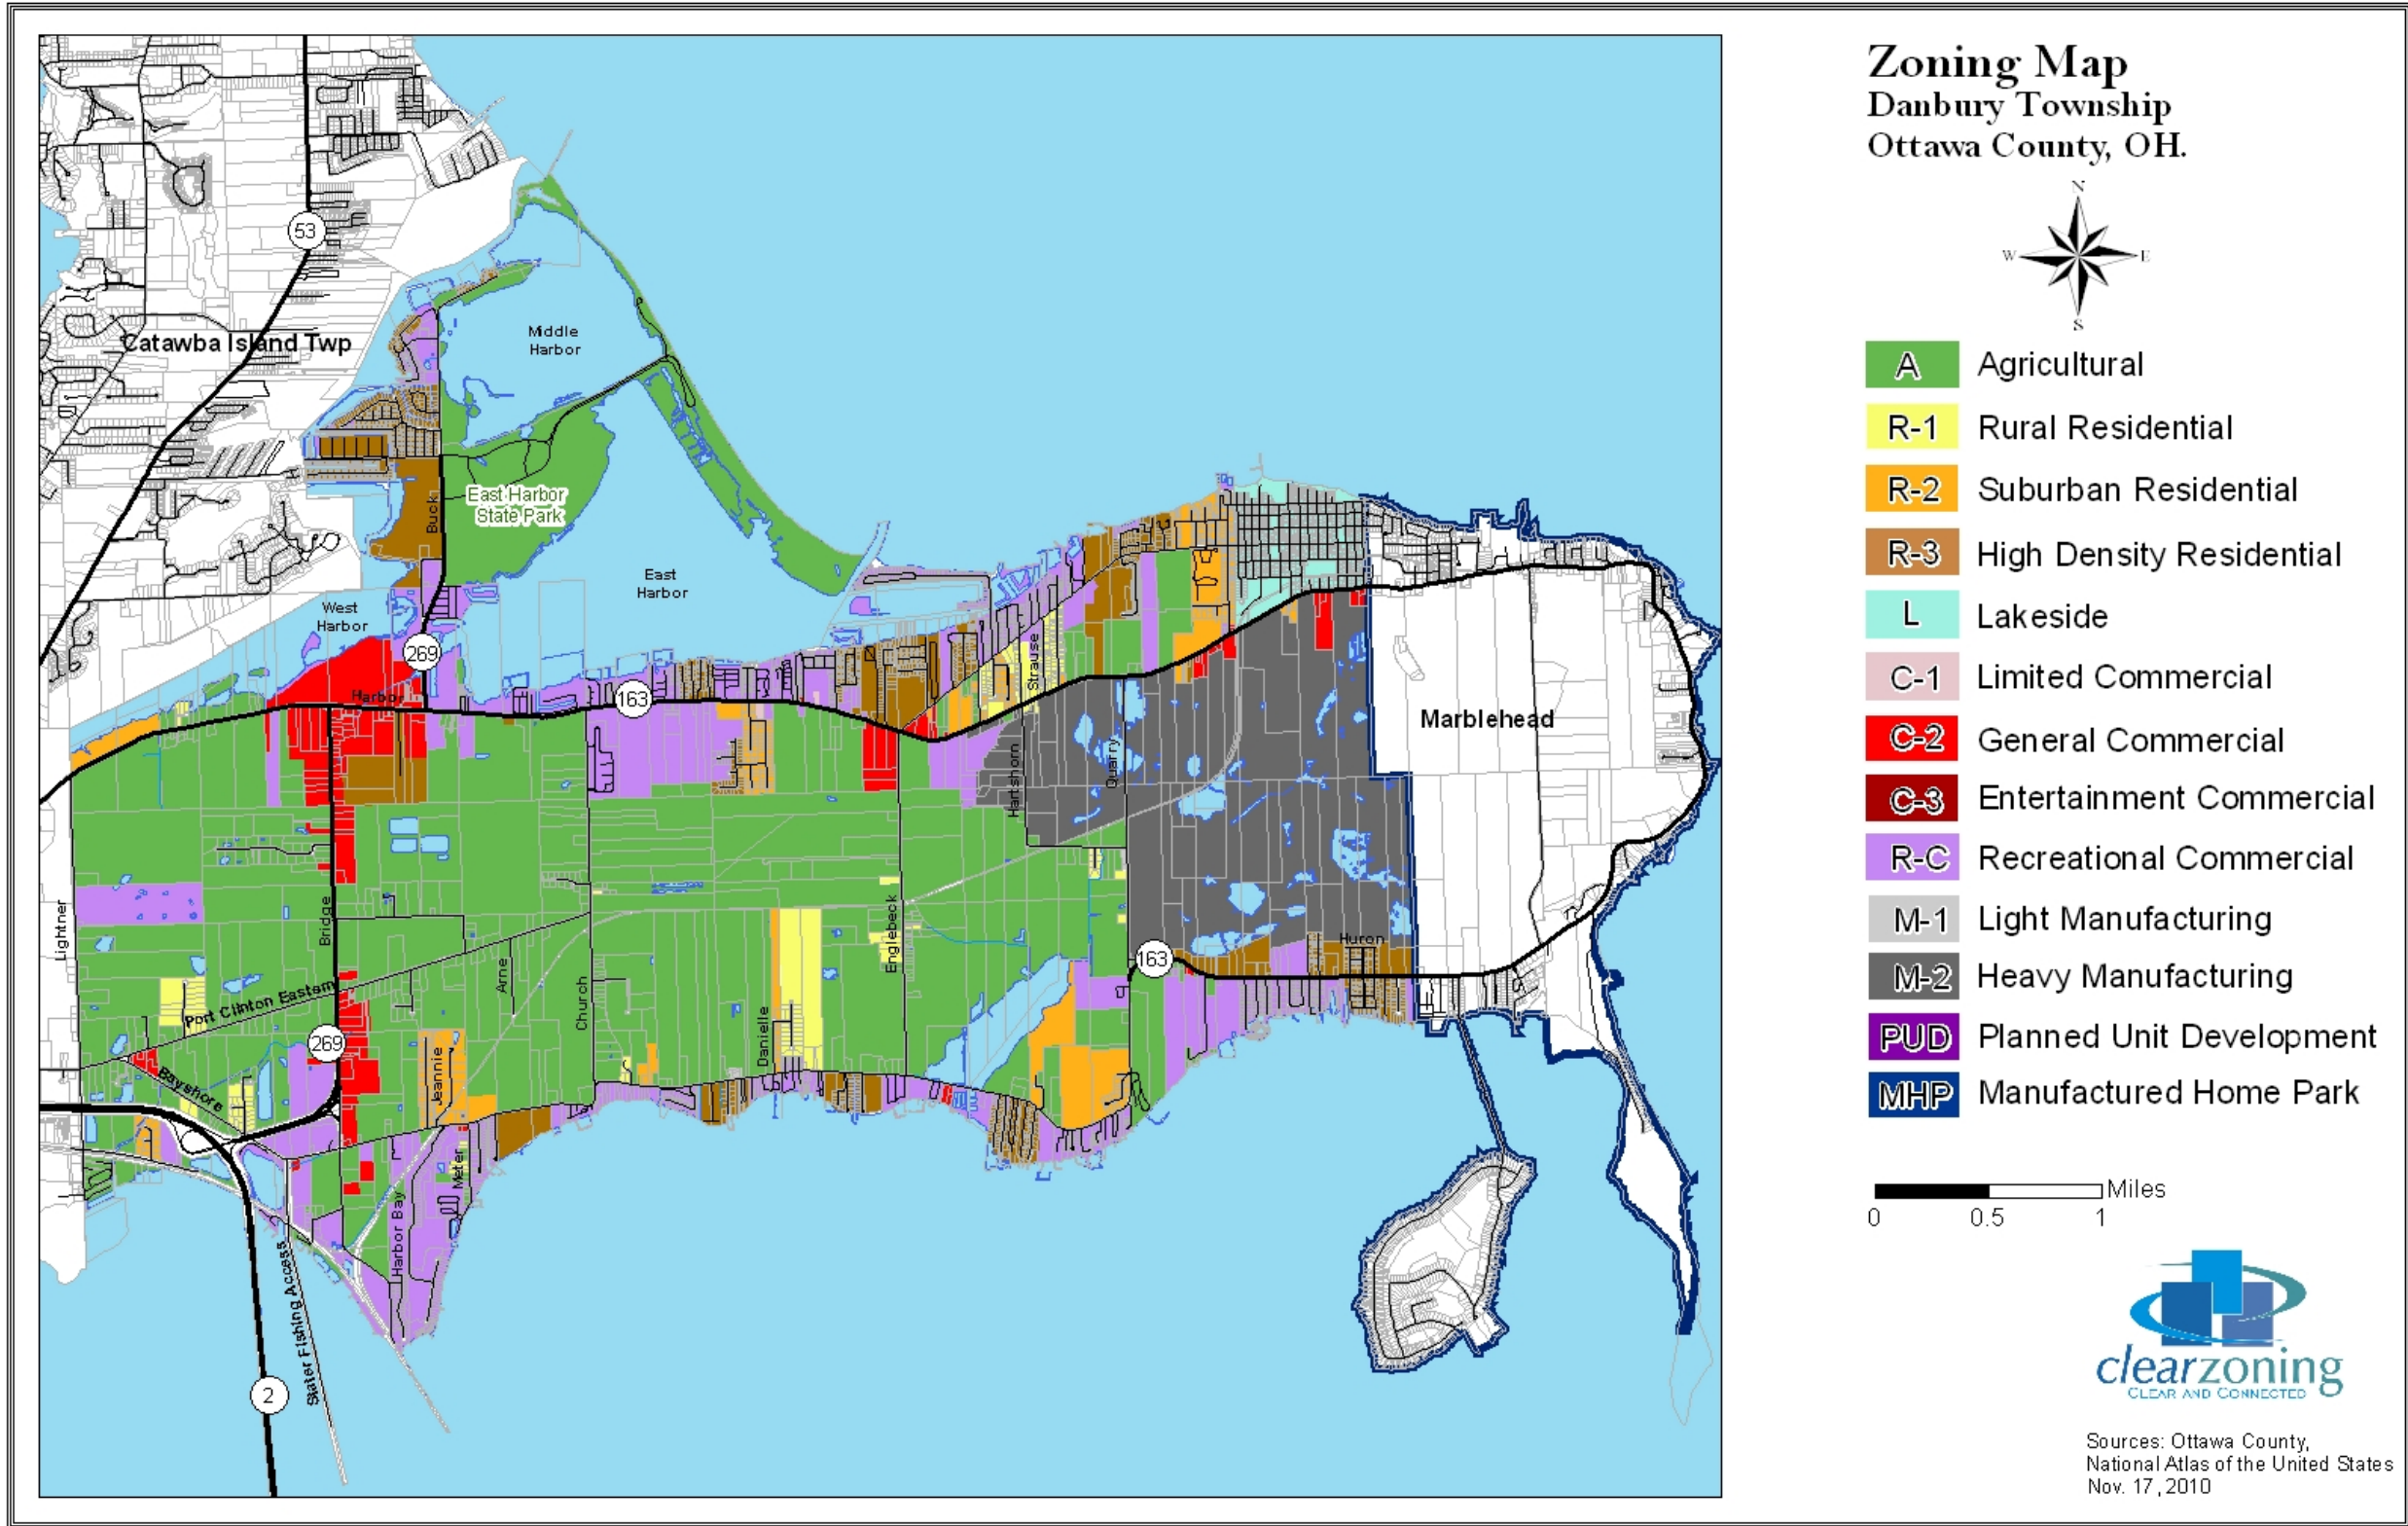 Zoning Map
Danbury Township
Ottawa County, OH.
N
W
E
S
A Agricultural
R-1 Rural Residential
R-2 Suburban Residential
R-3 High Density Residential
L Lakeside
C-1 Limited Commercial
C-2 General Commercial
C-3 Entertainment Commercial
R-C Recreational Commercial
M-1 Light Manufacturing
M-2 Heavy Manufacturing
PUD Planned Unit Development
MHP Manufactured Home Park
Miles
0 0.5 1
clearzoning
CLEAR AND CONNECTED
Sources: Ottawa County,
National Atlas of the United States
Nov. 17, 2010
53
Catawba Island Twp
Middle
Harbor
East Harbor
State Park
Buck
East
Harbor
West
Harbor
269
Harbor
163
Strause
Marblehead
Hartshorn
Quarry
Lightner
Bridge
Englebeck
Huron
163
Arne
Church
Port Clinton Eastern
269
Danielle
Jeannie
Bayshore
Meter
Harbor Bay
Slater Fishing Access
2